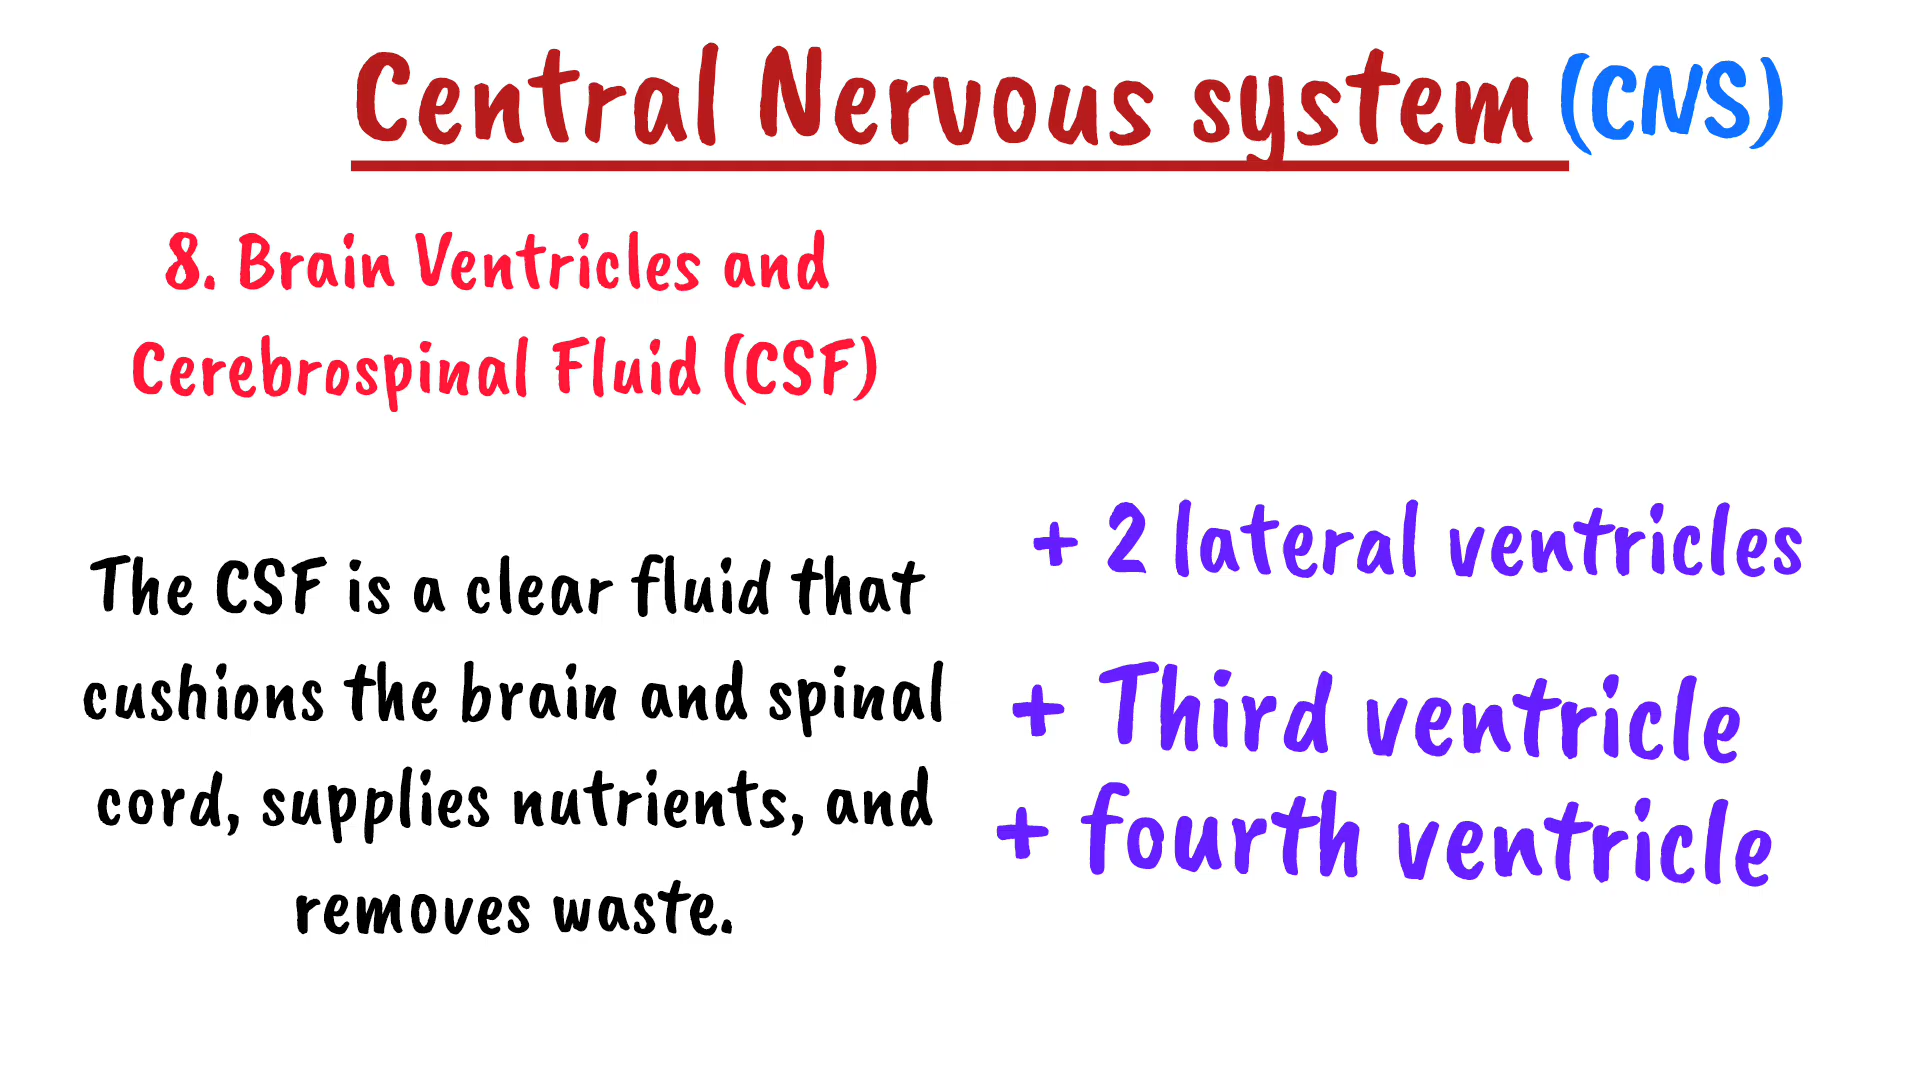 Central Nervous system (CNS)
8. Brain Ventricles and
Cerebrospinal Fluid (CSF)
The CSF is a clear fluid that
cushions the brain and spinal
cord, supplies nutrients, and
removes waste.
+ 2 lateral ventricles
+ Third ventricle
+ fourth ventricle